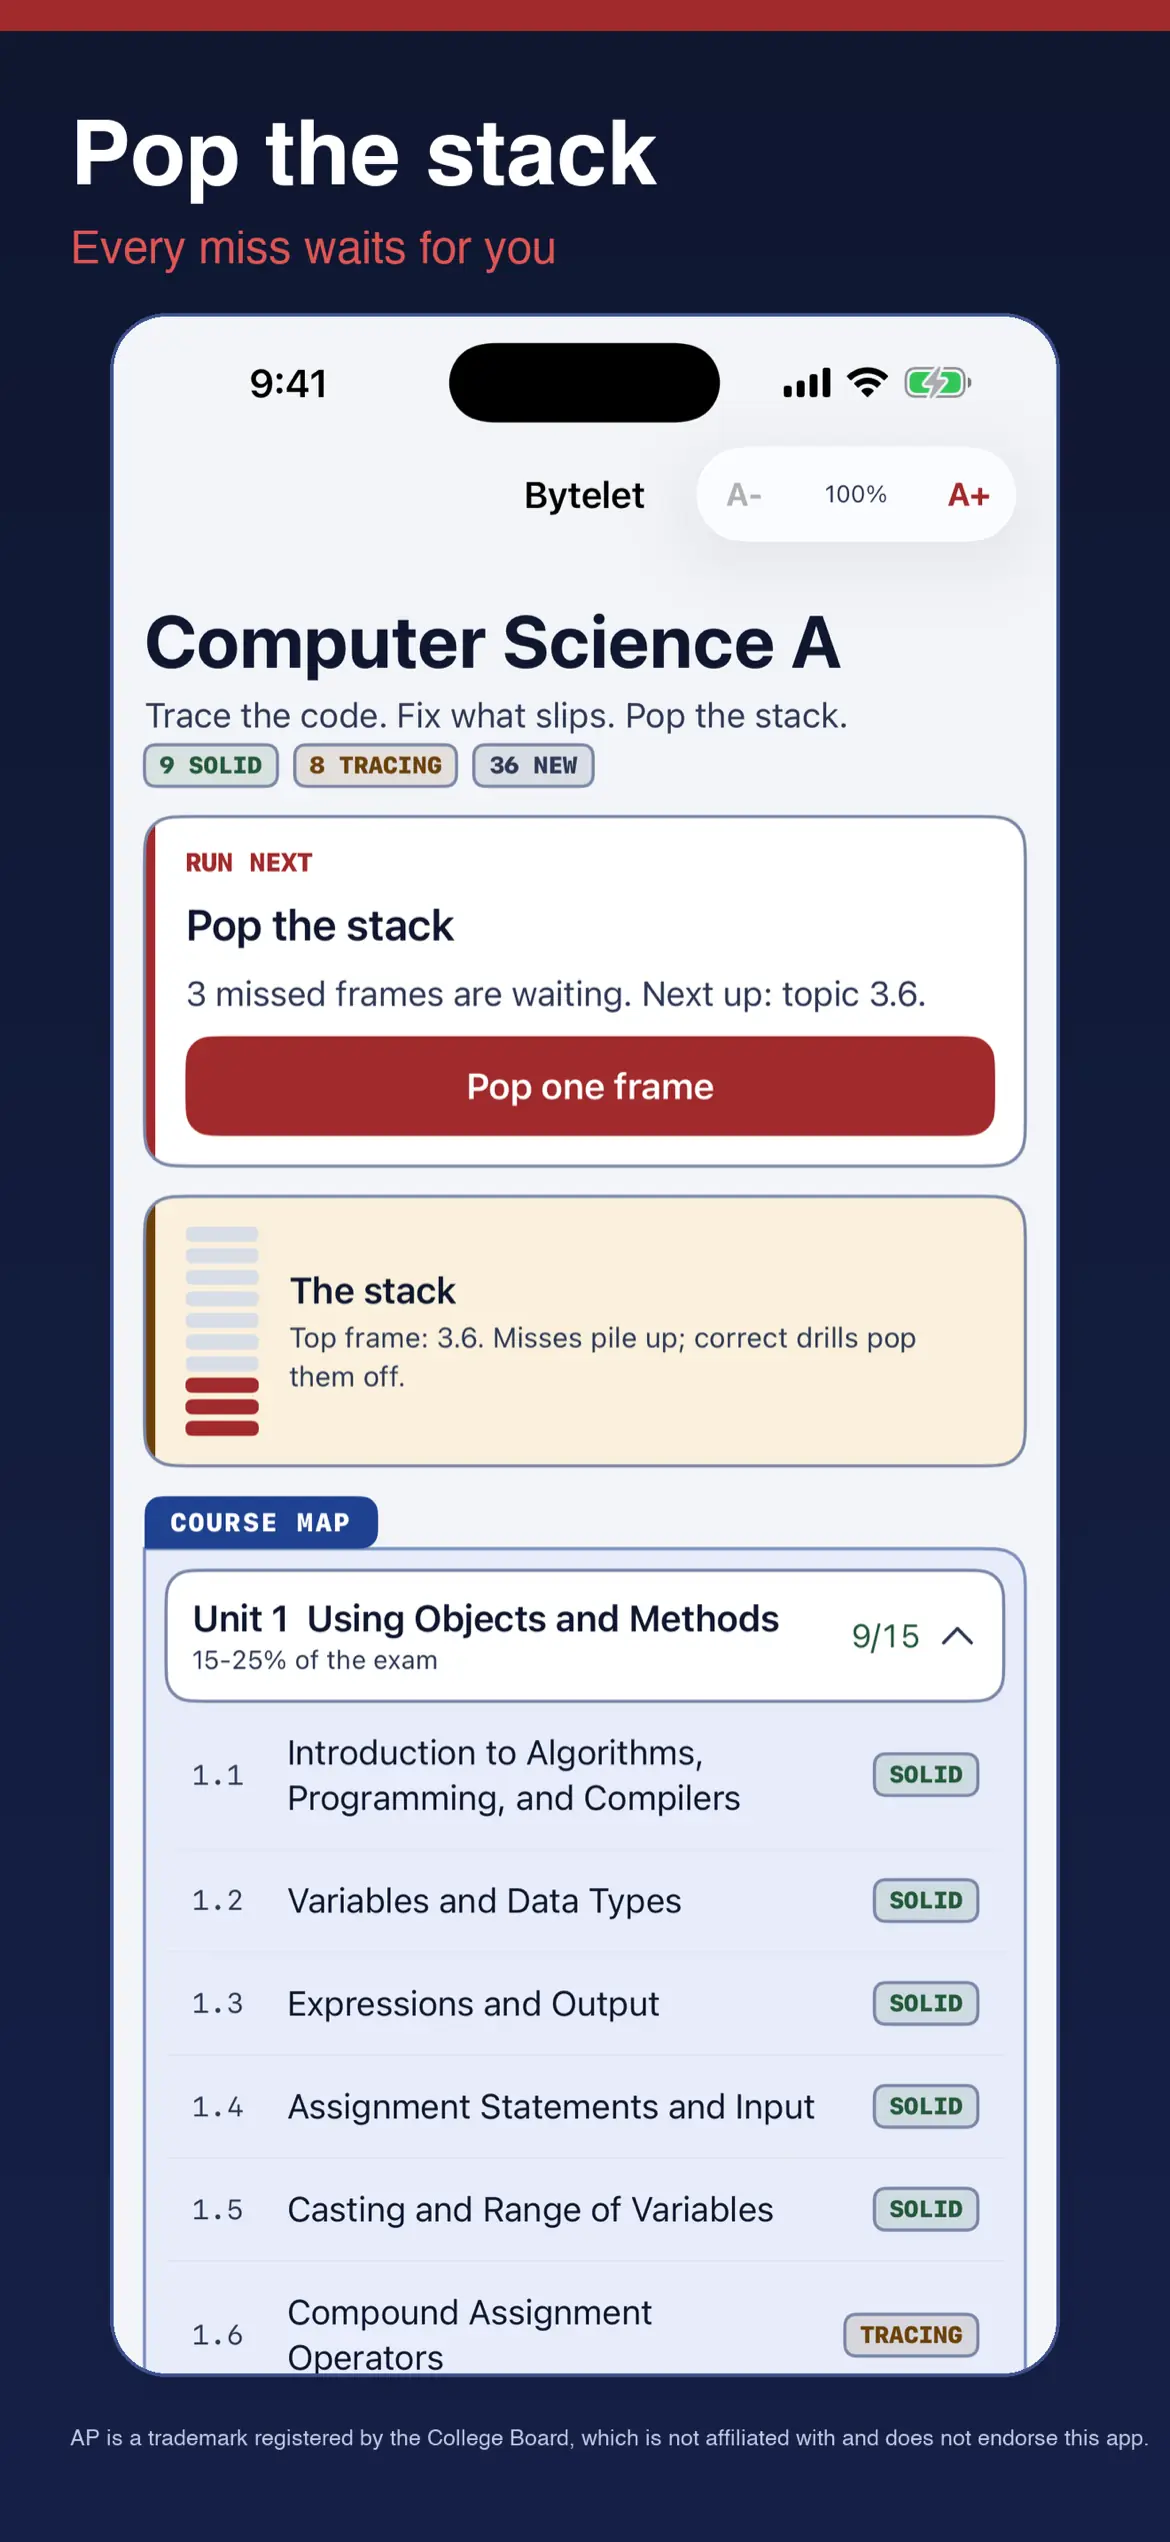 Pop the stack
Every miss waits for you
9:41
Bytelet
A-
100%
A+
Computer Science A
Trace the code. Fix what slips. Pop the stack.
9 SOLID
8 TRACING
36 NEW
RUN NEXT
Pop the stack
3 missed frames are waiting. Next up: topic 3.6.
Pop one frame
The stack
Top frame: 3.6. Misses pile up; correct drills pop
them off.
COURSE MAP
Unit 1 Using Objects and Methods
15-25% of the exam
9/15
1.1
Introduction to Algorithms,
Programming, and Compilers
SOLID
1.2
Variables and Data Types
SOLID
1.3
Expressions and Output
SOLID
1.4
Assignment Statements and Input
SOLID
1.5
Casting and Range of Variables
SOLID
1.6
Compound Assignment
Operators
TRACING
AP is a trademark registered by the College Board, which is not affiliated with and does not endorse this app.